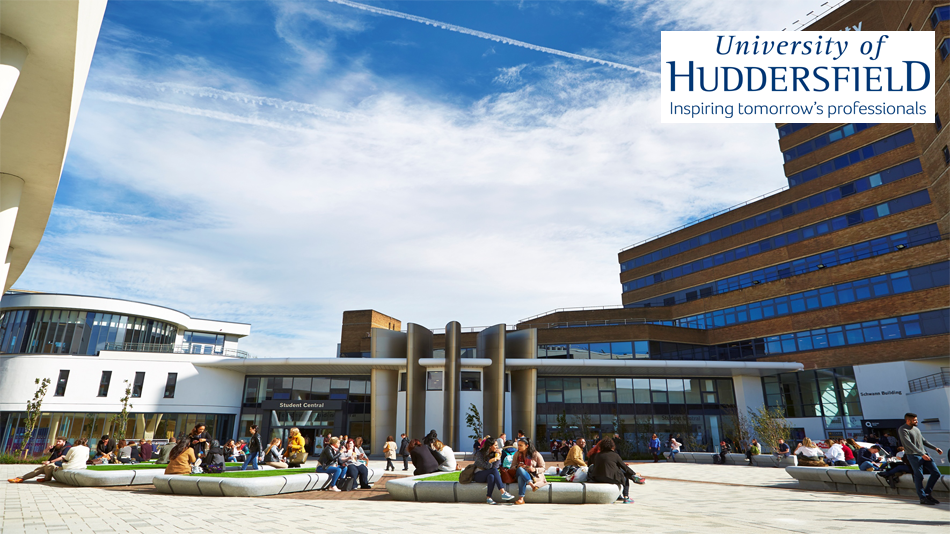 University of
HUDDERSFIELD
Inspiring tomorrow's professionals
Student Central
Schwann Building